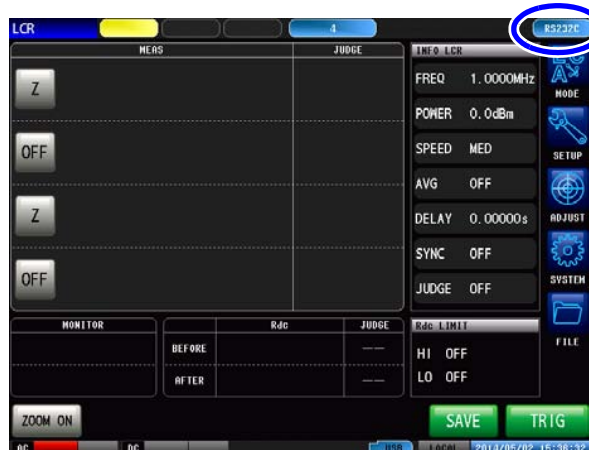 LCR 4 RS232C
MEAS JUDGE INFO LCR
Z
FREQ 1.0000MHz
MODE
POWER 0.0dBm
OFF
SPEED MED
SETUP
AVG OFF
Z
DELAY 0.00000s
ADJUST
SYNC OFF
OFF
JUDGE OFF
SYSTEM
MONITOR Rdc JUDGE Rdc LIMIT
BEFORE ––
HI OFF
FILE
AFTER ––
LO OFF
ZOOM ON SAVE TRIG
AC DC USB LOCAL 2014/05/02 15:36:32